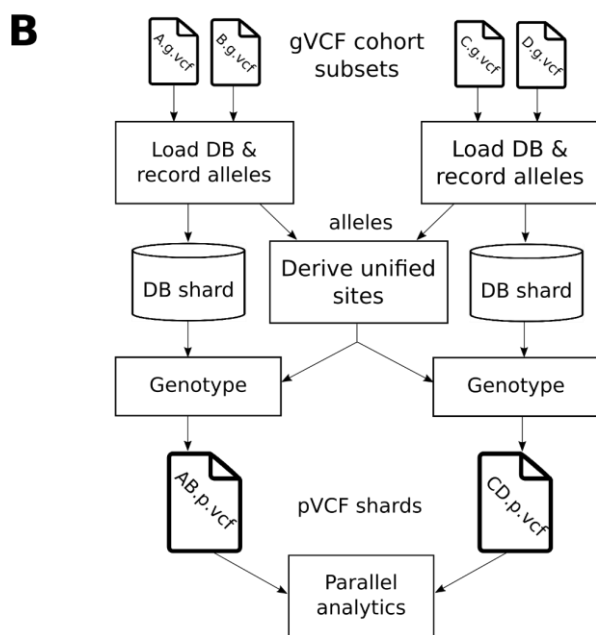 B
A.g.vcf
B.g.vcf
gVCF cohort
subsets
C.g.vcf
D.g.vcf
Load DB &
record alleles
Load DB &
record alleles
alleles
DB shard
Derive unified
sites
DB shard
Genotype
Genotype
AB.p.vcf
pVCF shards
CD.p.vcf
Parallel
analytics